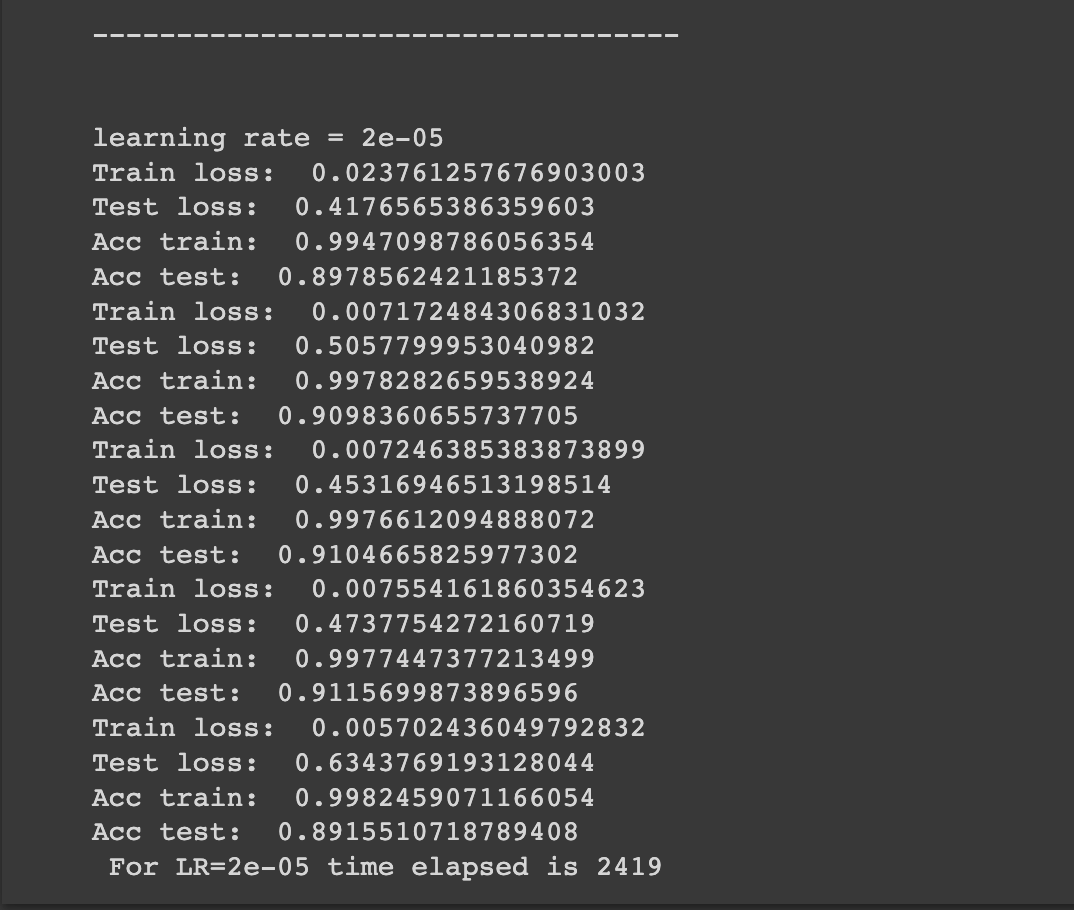 -----------------------------------
learning rate = 2e-05
Train loss:  0.023761257676903003
Test loss:  0.4176565386359603
Acc train:  0.9947098786056354
Acc test:  0.8978562421185372
Train loss:  0.007172484306831032
Test loss:  0.5057799953040982
Acc train:  0.9978282659538924
Acc test:  0.9098360655737705
Train loss:  0.007246385383873899
Test loss:  0.45316946513198514
Acc train:  0.9976612094888072
Acc test:  0.9104665825977302
Train loss:  0.007554161860354623
Test loss:  0.4737754272160719
Acc train:  0.9977447377213499
Acc test:  0.9115699873896596
Train loss:  0.005702436049792832
Test loss:  0.6343769193128044
Acc train:  0.9982459071166054
Acc test:  0.8915510718789408
 For LR=2e-05 time elapsed is 2419